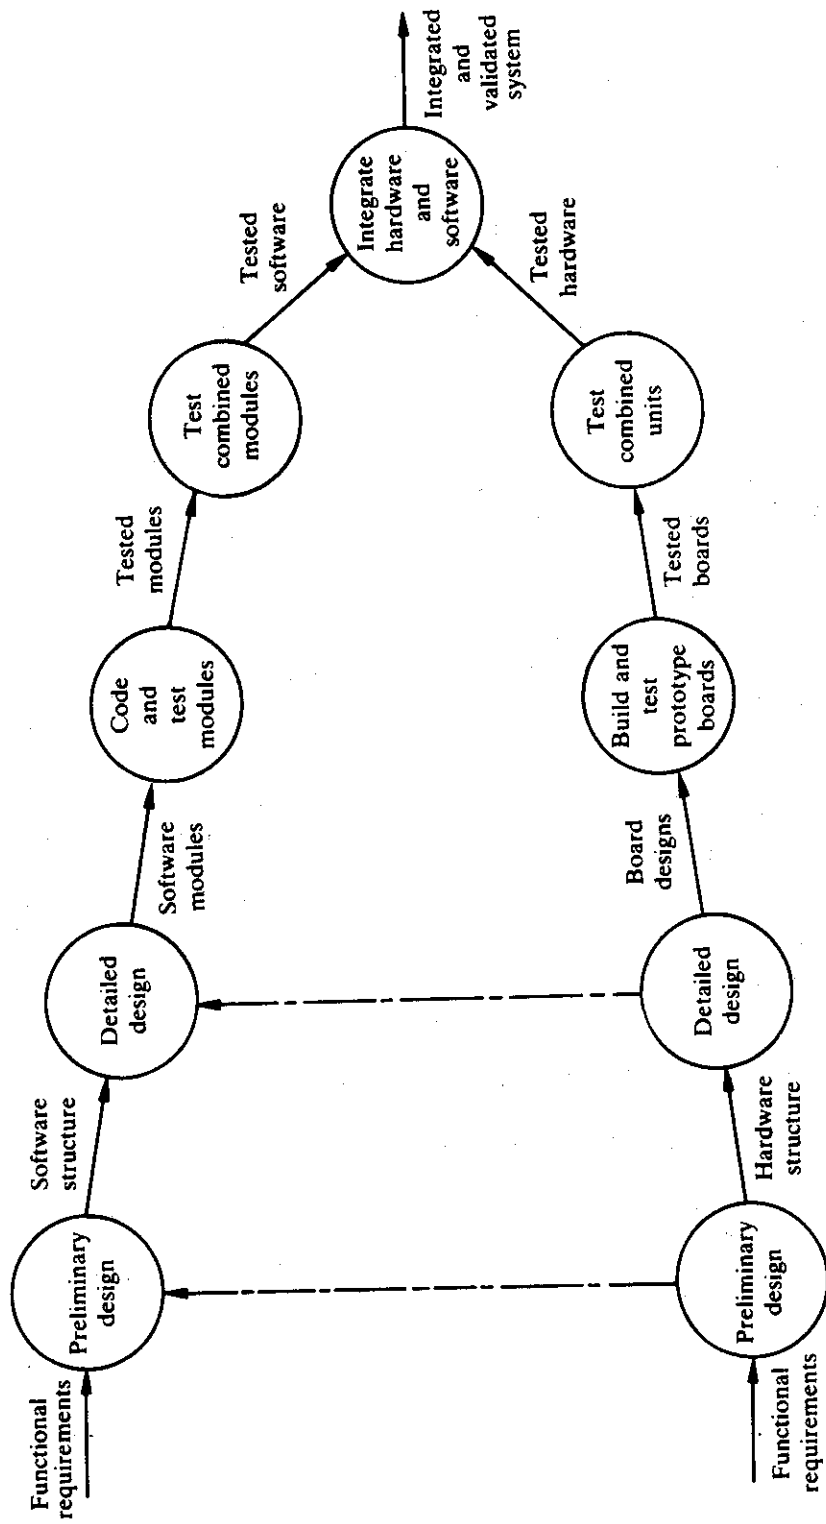 Functional
requirements
Preliminary
design
Software
structure
Detailed
design
Software
modules
Code
and
test
modules
Tested
modules
Test
combined
modules
Tested
software
Integrate
hardware
and
software
Integrated
and
validated
system
Functional
requirements
Preliminary
design
Hardware
structure
Detailed
design
Board
designs
Build and
test
prototype
boards
Tested
boards
Test
combined
units
Tested
hardware